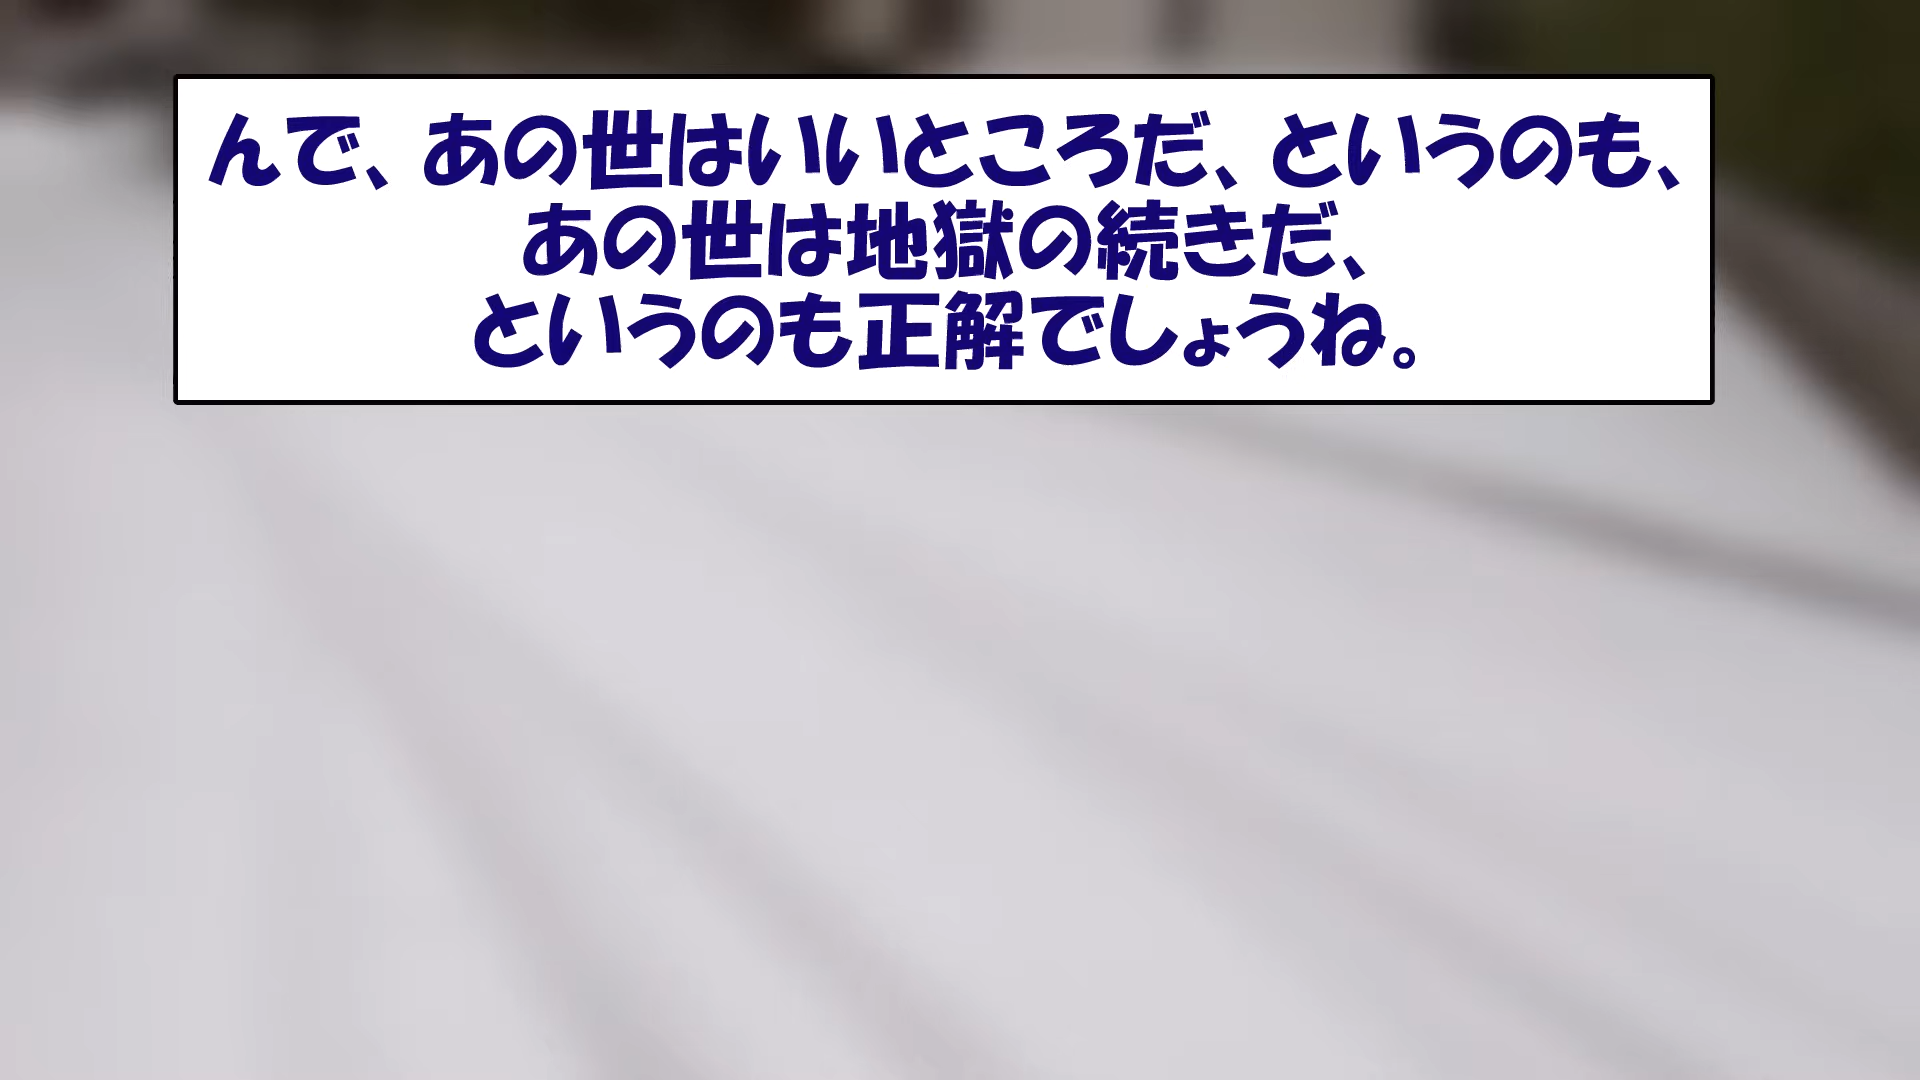 んで、あの世はいいところだ、というのも、
あの世は地獄の続きだ、
というのも正解でしょうね。